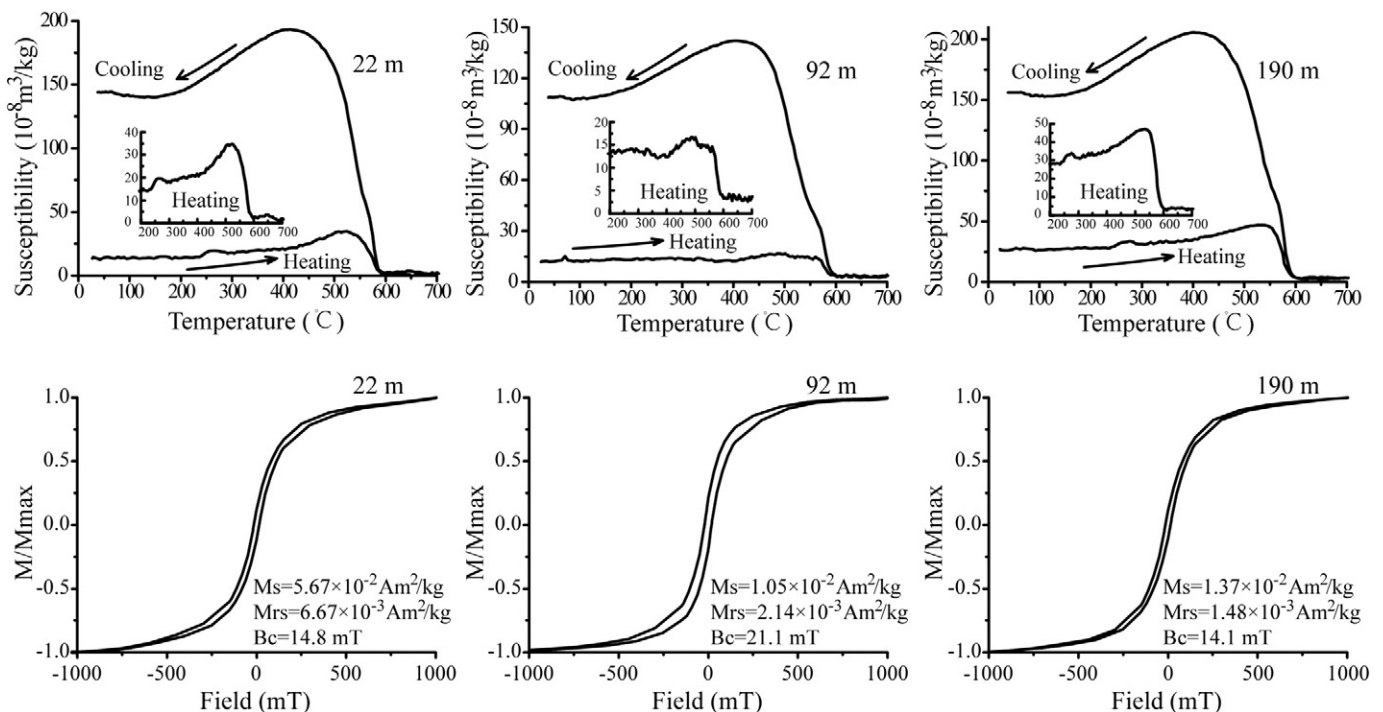 200
150
100
50
0
Susceptibility (10⁻⁸m³/kg)
Cooling
22 m
40
30
20
10
0
Heating
200 300 400 500 600 700
Heating
0 100 200 300 400 500 600 700
Temperature (℃)
150
120
90
60
30
0
Susceptibility (10⁻⁸m³/kg)
Cooling
92 m
20
15
10
5
0
Heating
200 300 400 500 600 700
Heating
0 100 200 300 400 500 600 700
Temperature (℃)
200
150
100
50
0
Susceptibility (10⁻⁸m³/kg)
Cooling
190 m
50
40
30
20
10
0
Heating
200 300 400 500 600 700
Heating
0 100 200 300 400 500 600 700
Temperature (℃)
22 m
1.0
0.5
0.0
-0.5
-1.0
M/Mmax
Ms=5.67×10⁻²Am²/kg
Mrs=6.67×10⁻³Am²/kg
Bc=14.8 mT
-1000 -500 0 500 1000
Field (mT)
92 m
1.0
0.5
0.0
-0.5
-1.0
M/Mmax
Ms=1.05×10⁻²Am²/kg
Mrs=2.14×10⁻³Am²/kg
Bc=21.1 mT
-1000 -500 0 500 1000
Field (mT)
190 m
1.0
0.5
0.0
-0.5
-1.0
M/Mmax
Ms=1.37×10⁻²Am²/kg
Mrs=1.48×10⁻³Am²/kg
Bc=14.1 mT
-1000 -500 0 500 1000
Field (mT)